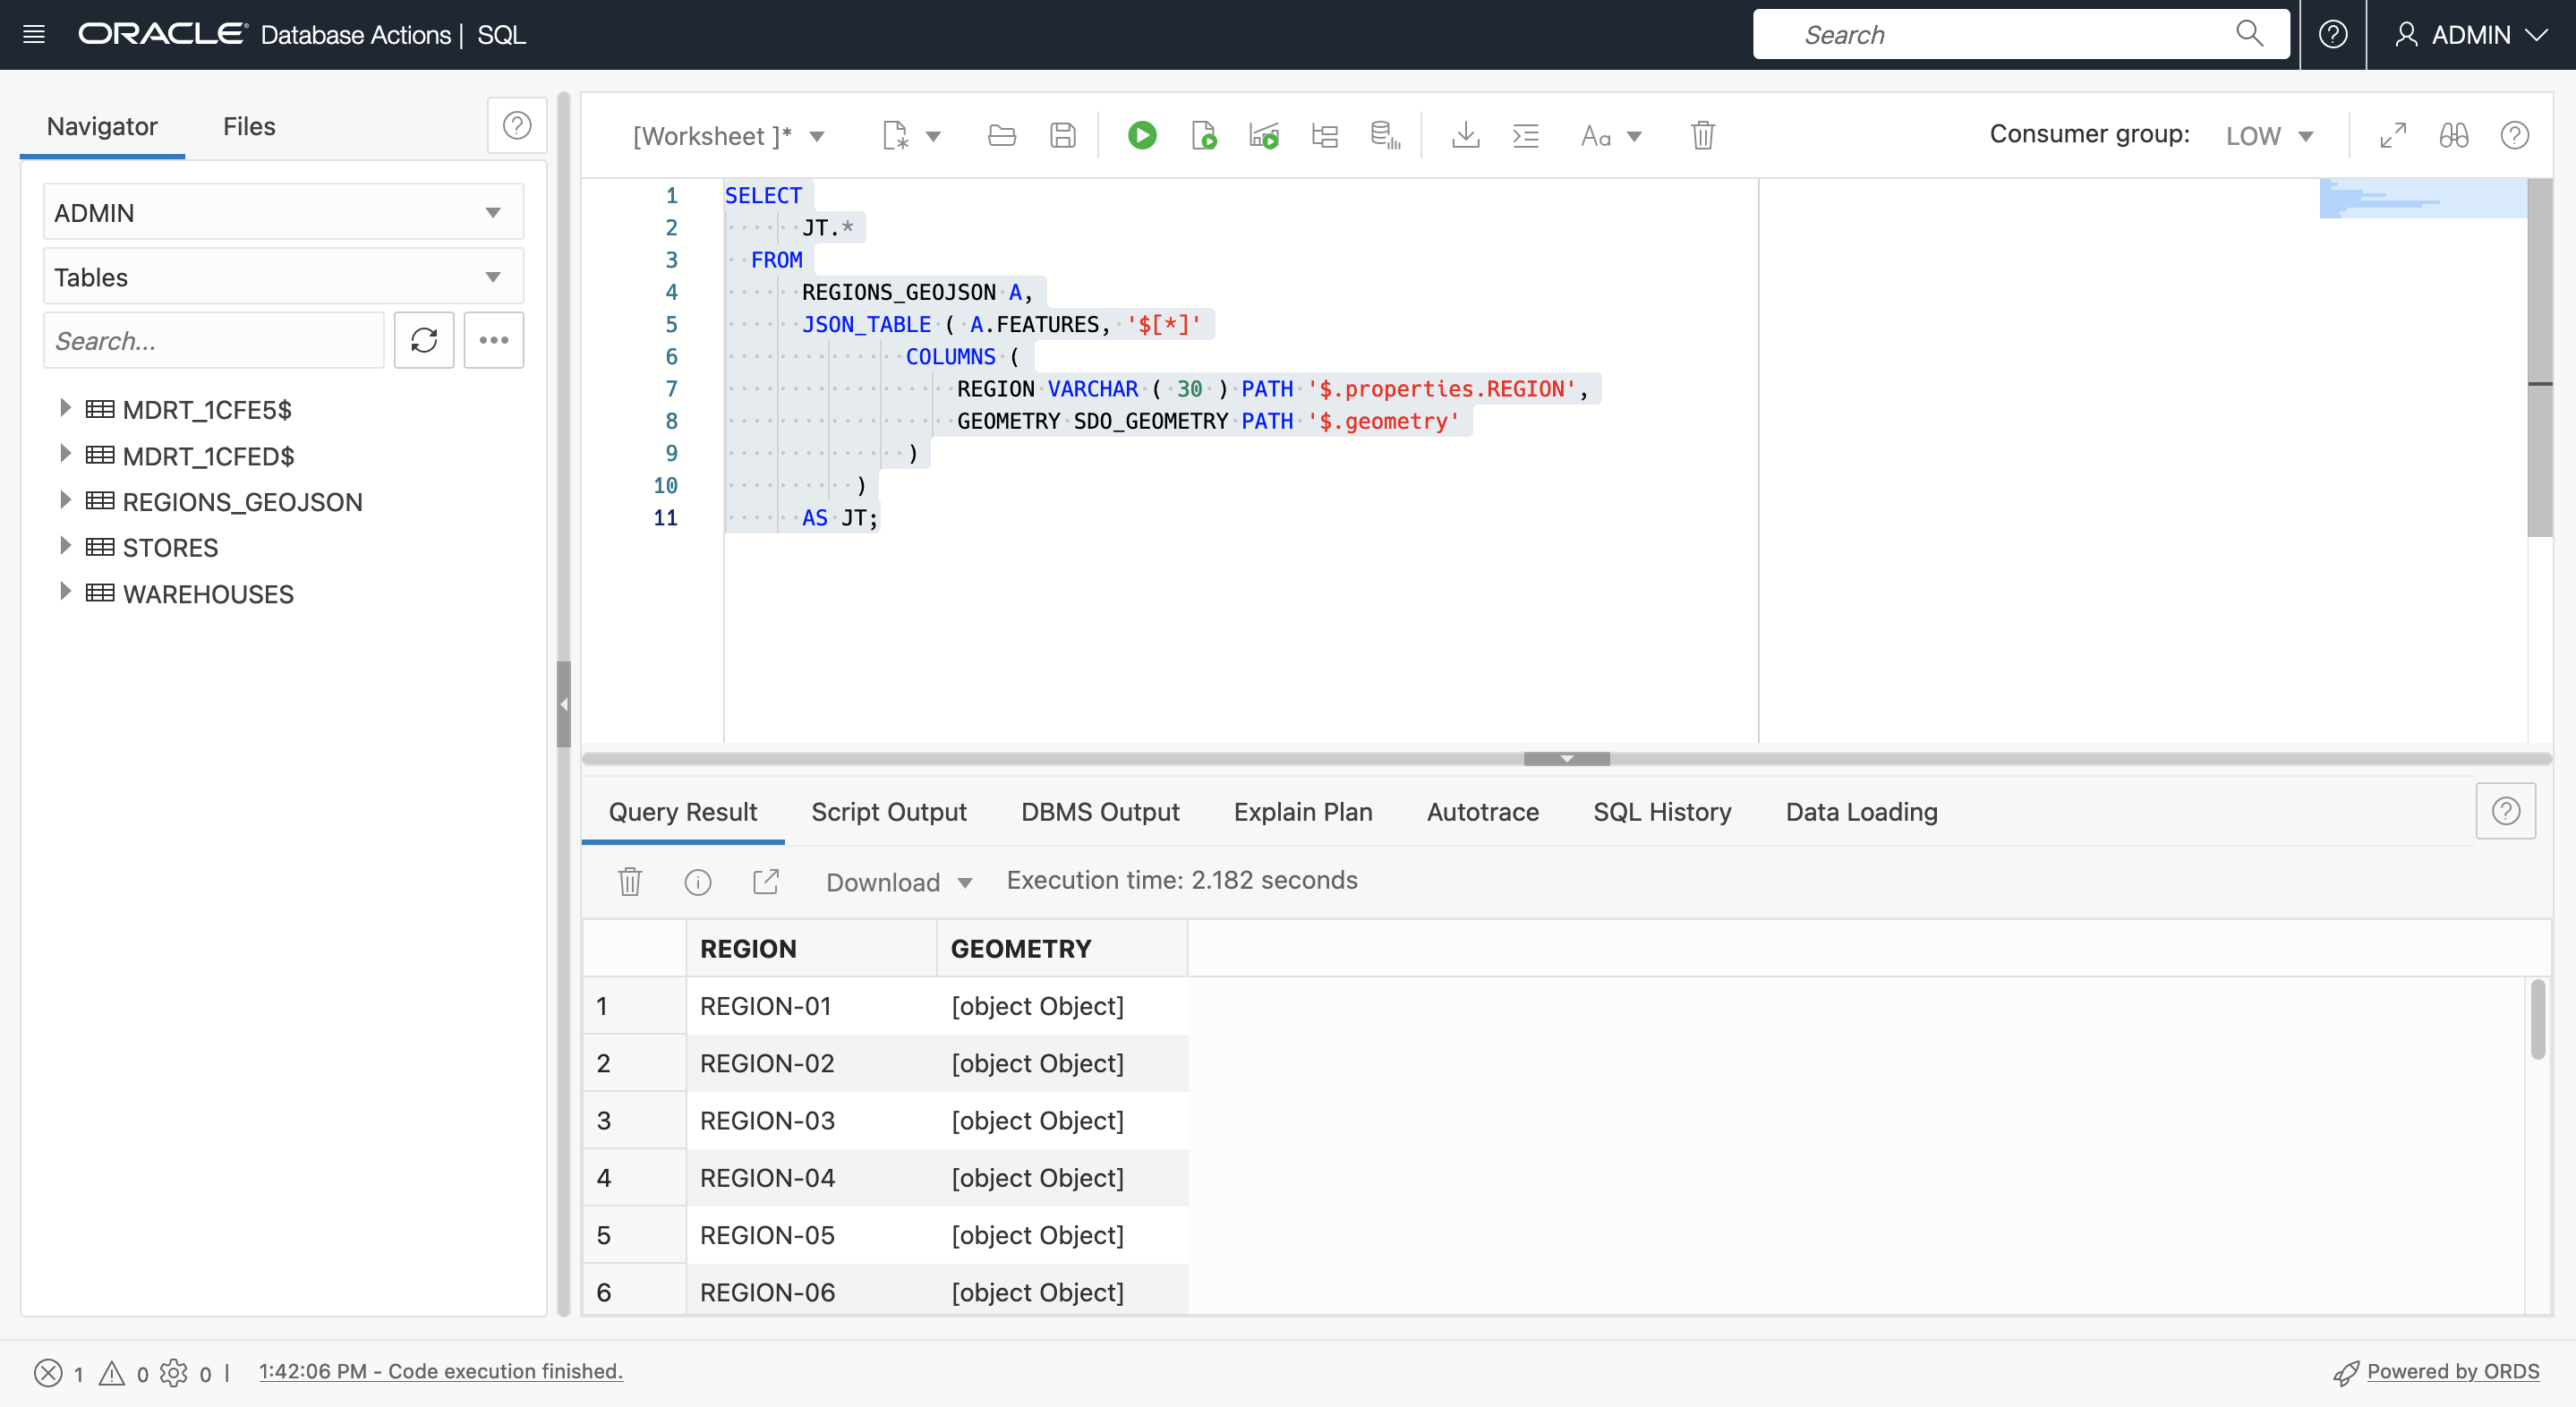 ORACLE Database Actions | SQL
Search
ADMIN
Navigator
Files
ADMIN
Tables
Search...
MDRT_1CFE5$
MDRT_1CFED$
REGIONS_GEOJSON
STORES
WAREHOUSES
[Worksheet ]*
Aa
Consumer group: LOW
1 SELECT
2 JT.*
3 FROM
4 REGIONS_GEOJSON A,
5 JSON_TABLE ( A.FEATURES, '$[*]'
6 COLUMNS (
7 REGION VARCHAR ( 30 ) PATH '$.properties.REGION',
8 GEOMETRY SDO_GEOMETRY PATH '$.geometry'
9 )
10 )
11 AS JT;
Query Result Script Output DBMS Output Explain Plan Autotrace SQL History Data Loading
Download Execution time: 2.182 seconds
REGION GEOMETRY
1 REGION-01 [object Object]
2 REGION-02 [object Object]
3 REGION-03 [object Object]
4 REGION-04 [object Object]
5 REGION-05 [object Object]
6 REGION-06 [object Object]
1 0 0 | 1:42:06 PM - Code execution finished.
Powered by ORDS